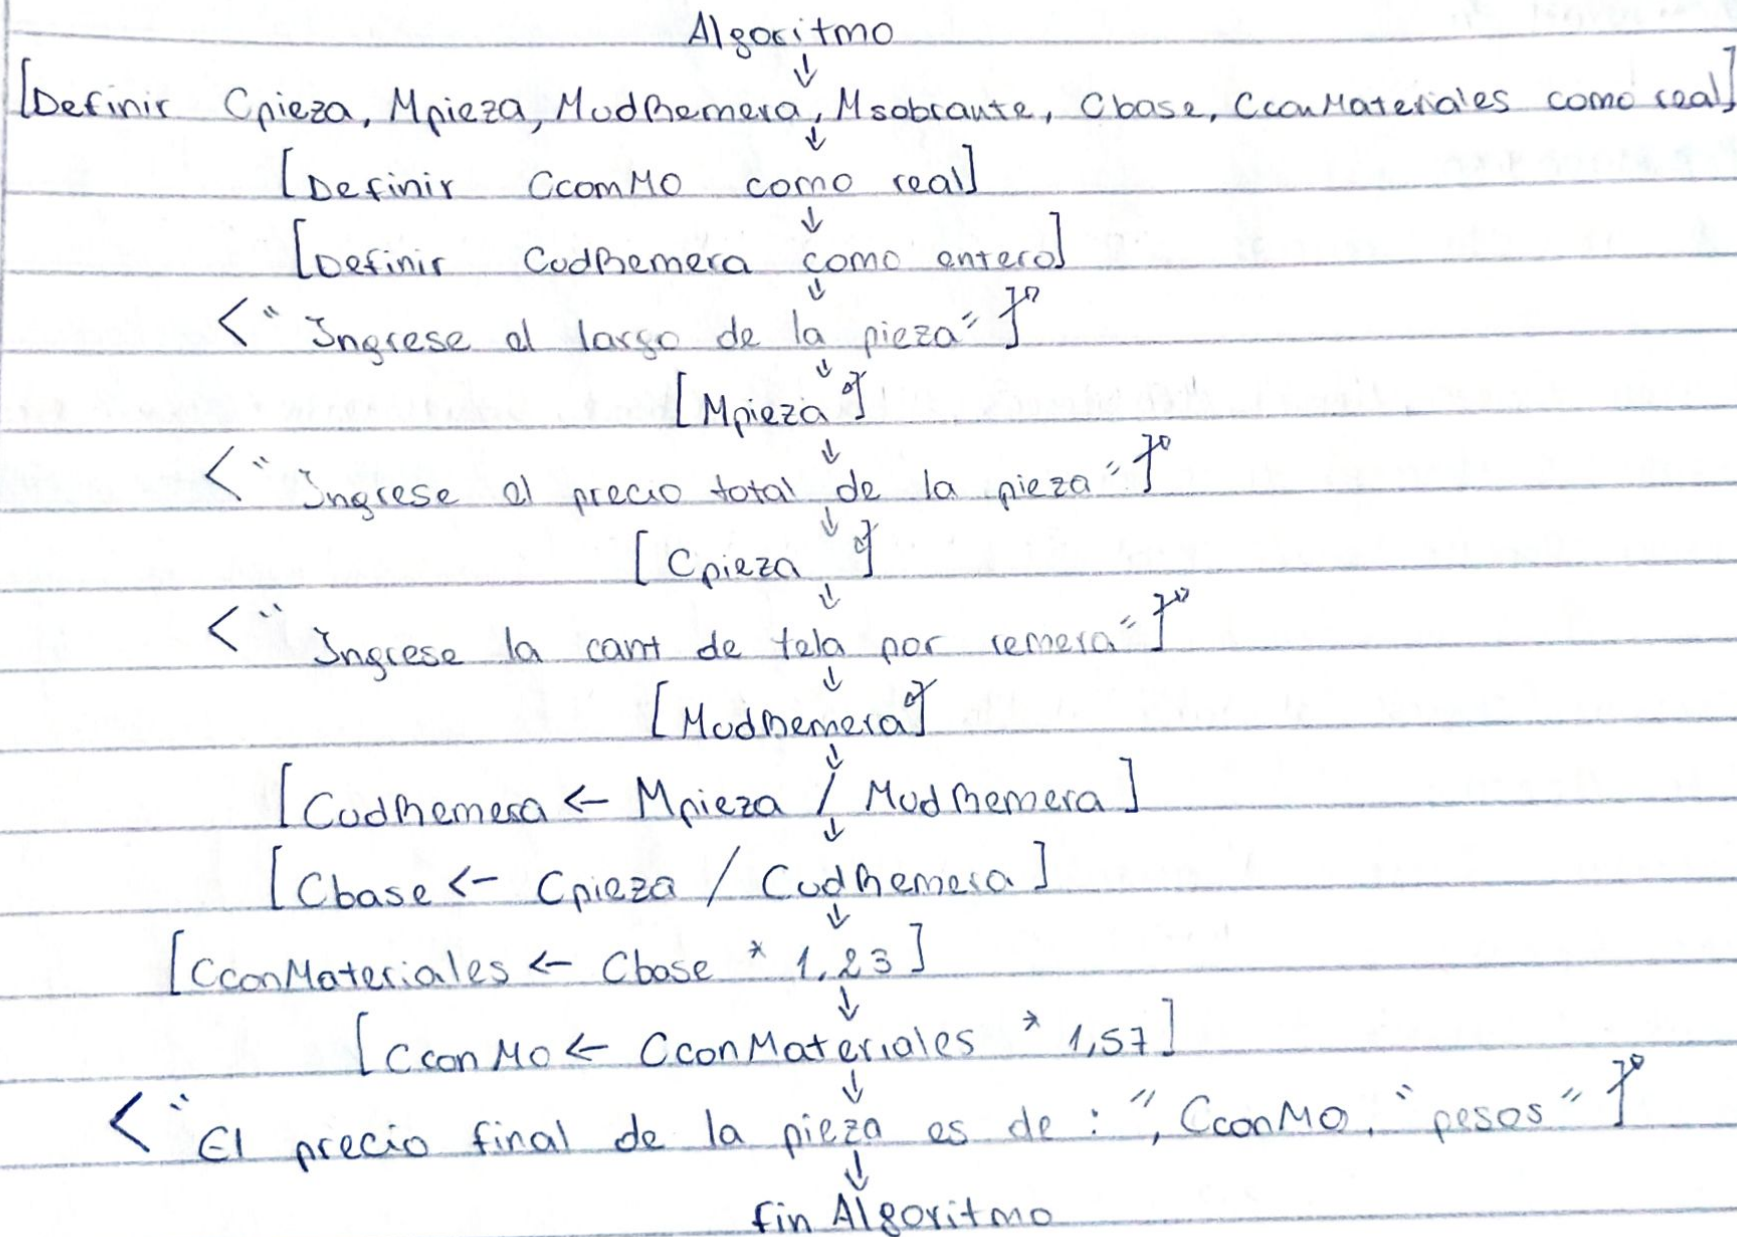 Algoritmo
[Definir Cpieza, Mpieza, MudRemera, Msobrante, Cbase, CconMateriales como real]
[Definir CcomMO como real]
[Definir CudRemera como entero]
<"Ingrese el largo de la pieza"]
[Mpieza]
<"Ingrese el precio total de la pieza"]
[Cpieza]
<"Ingrese la cant de tela por remera"]
[MudRemera]
[CudRemera ← Mpieza / MudRemera]
[Cbase ← Cpieza / CudRemera]
[CconMateriales ← Cbase * 1,23]
[CconMO ← CconMateriales * 1,57]
<"El precio final de la pieza es de: ", CconMO, "pesos"]
fin Algoritmo